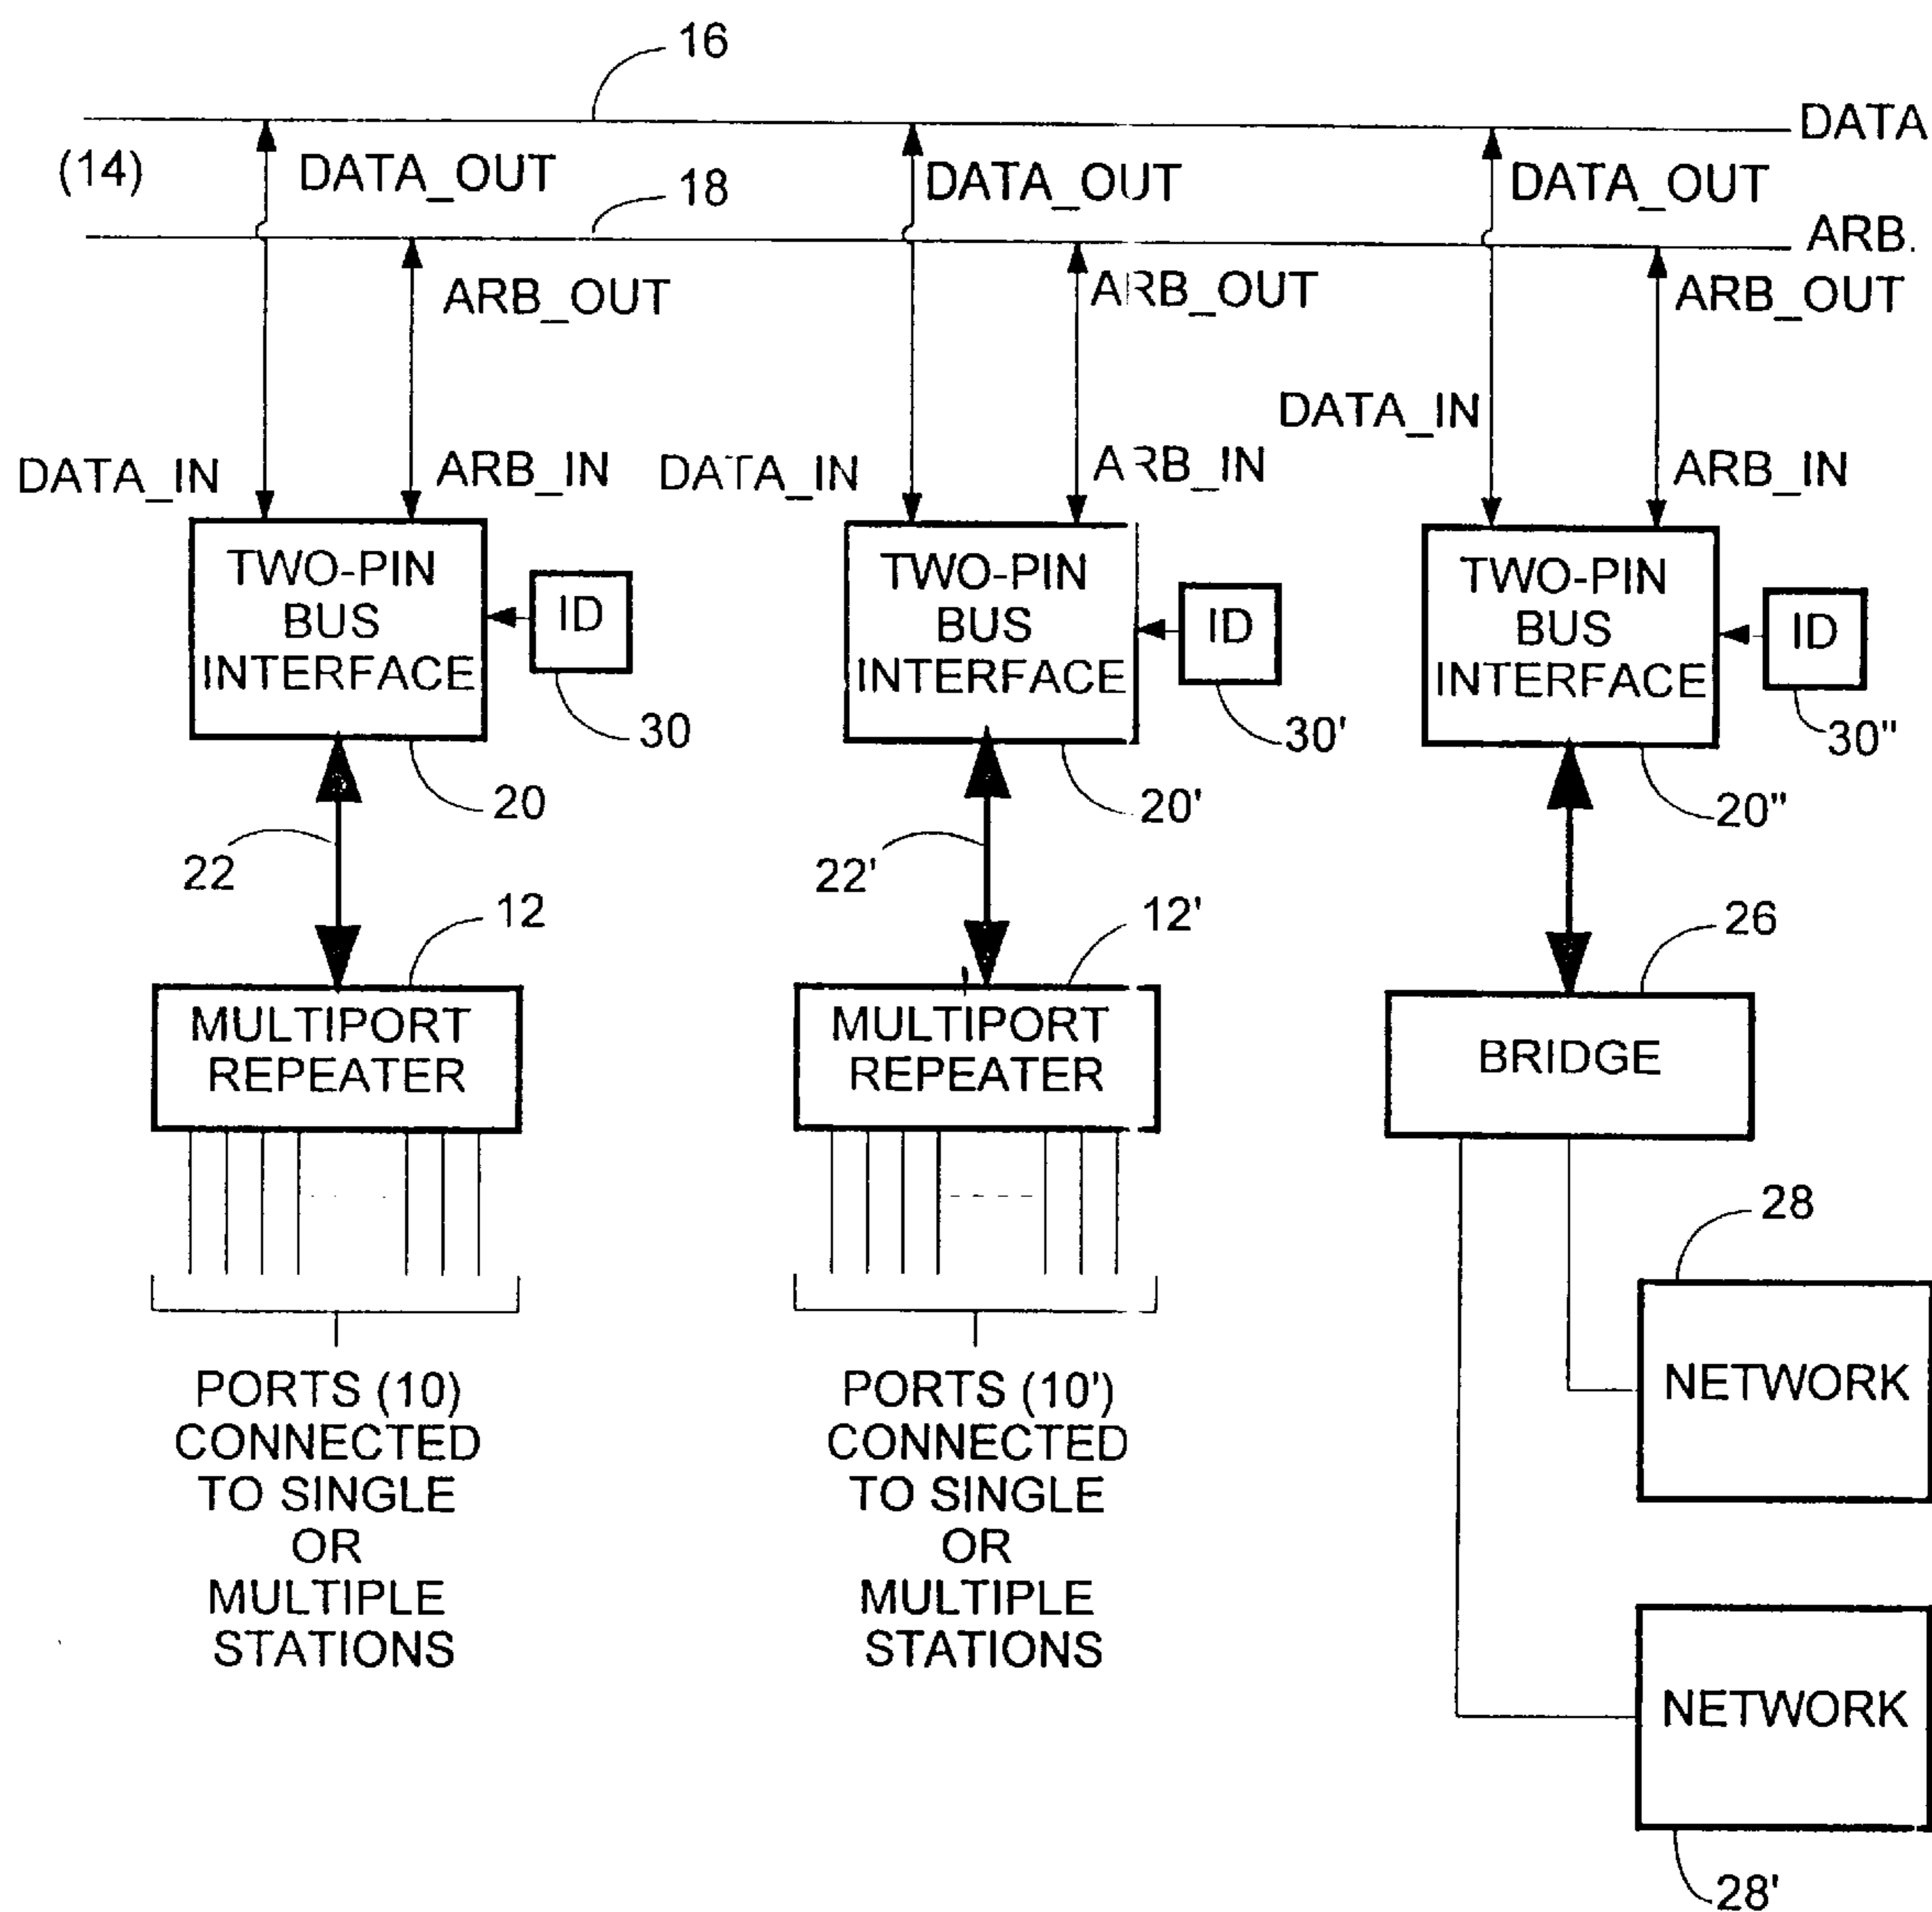 16
DATA
(14)
DATA_OUT
18
DATA_OUT
DATA_OUT
ARB.
ARB_OUT
ARB_OUT
ARB_OUT
DATA_IN
ARB_IN
DATA_IN
ARB_IN
DATA_IN
ARB_IN
TWO-PIN
BUS
INTERFACE
ID
30
20
TWO-PIN
BUS
INTERFACE
ID
30'
20'
TWO-PIN
BUS
INTERFACE
ID
30"
20"
22
12
22'
12'
26
MULTIPORT
REPEATER
MULTIPORT
REPEATER
BRIDGE
28
NETWORK
PORTS (10)
CONNECTED
TO SINGLE
OR
MULTIPLE
STATIONS
PORTS (10')
CONNECTED
TO SINGLE
OR
MULTIPLE
STATIONS
NETWORK
28'